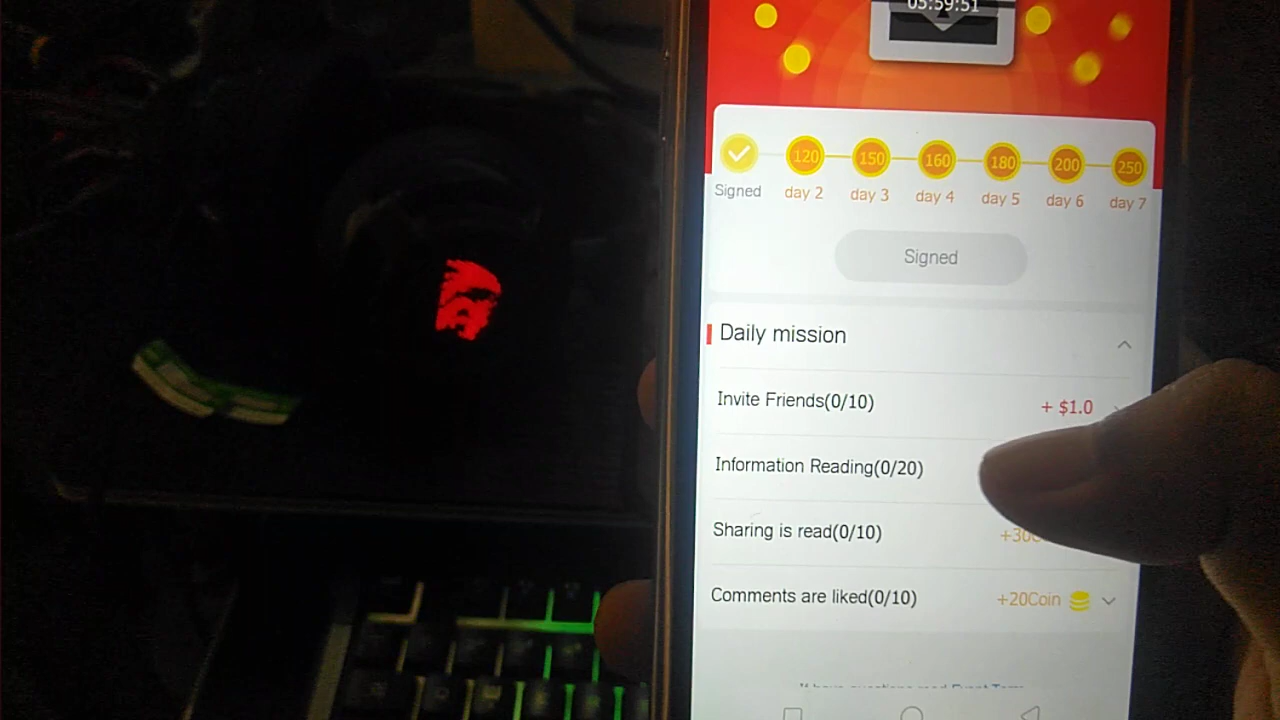 05:59:51
120 150 160 180 200 250
Signed day 2 day 3 day 4 day 5 day 6 day 7
Signed
Daily mission
Invite Friends(0/10) + $1.0
Information Reading(0/20)
Sharing is read(0/10) +30
Comments are liked(0/10) +20Coin